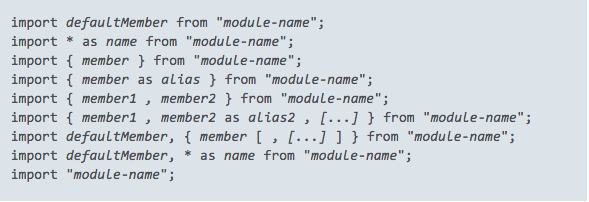 import defaultMember from "module-name";
import * as name from "module-name";
import { member } from "module-name";
import { member as alias } from "module-name";
import { member1 , member2 } from "module-name";
import { member1 , member2 as alias2 , [...] } from "module-name";
import defaultMember, { member [ , [...] ] } from "module-name";
import defaultMember, * as name from "module-name";
import "module-name";